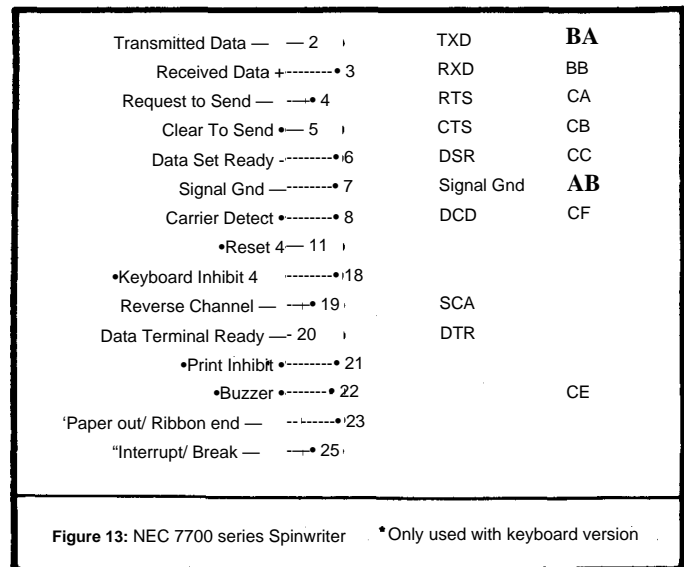 Transmitted Data — — 2 TXD BA
Received Data +--------• 3 RXD BB
Request to Send — —• 4 RTS CA
Clear To Send •— 5 CTS CB
Data Set Ready ---------•6 DSR CC
Signal Gnd —--------• 7 Signal Gnd AB
Carrier Detect •--------• 8 DCD CF
•Reset 4— 11
•Keyboard Inhibit 4 --------•18
Reverse Channel — —• 19 SCA
Data Terminal Ready —- 20 DTR
•Print Inhibit •--------• 21
•Buzzer •--------• 22 CE
'Paper out/ Ribbon end — --------•23
"Interrupt/ Break — —• 25
Figure 13: NEC 7700 series Spinwriter *Only used with keyboard version